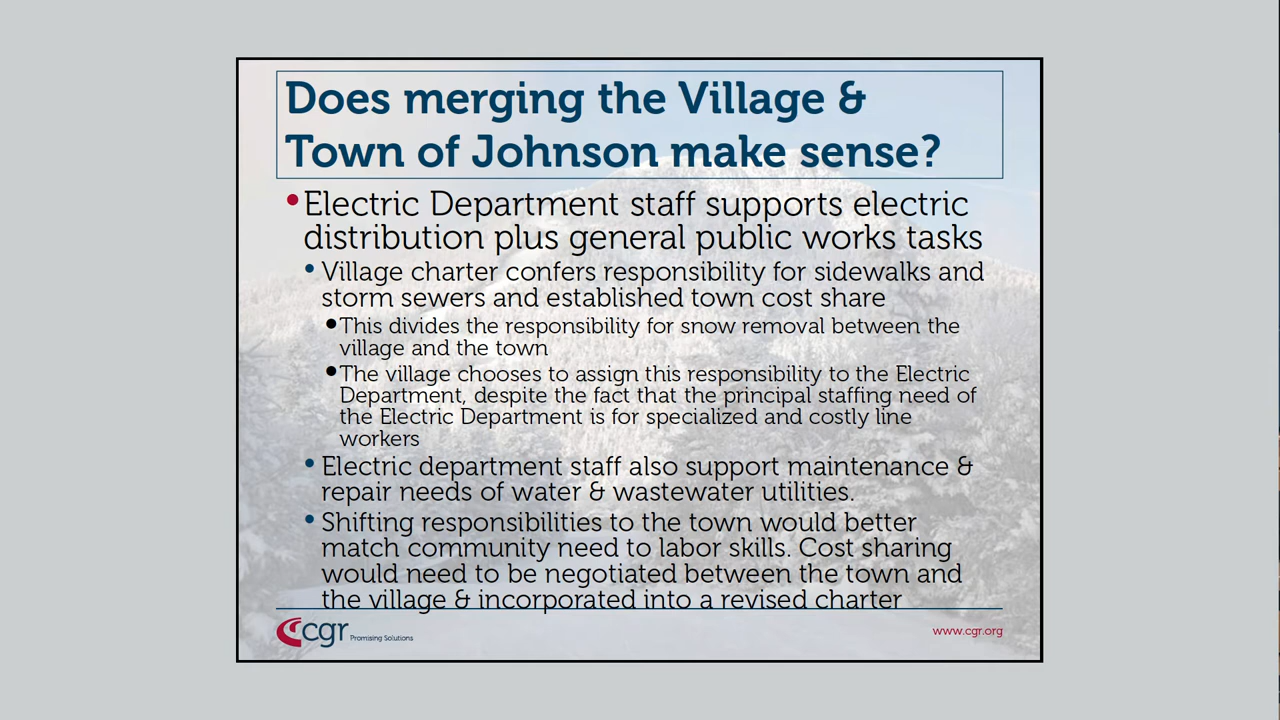 Does merging the Village &
Town of Johnson make sense?
•Electric Department staff supports electric
distribution plus general public works tasks
• Village charter confers responsibility for sidewalks and
storm sewers and established town cost share
•This divides the responsibility for snow removal between the
village and the town
•The village chooses to assign this responsibility to the Electric
Department, despite the fact that the principal staffing need of
the Electric Department is for specialized and costly line
workers
• Electric department staff also support maintenance &
repair needs of water & wastewater utilities.
• Shifting responsibilities to the town would better
match community need to labor skills. Cost sharing
would need to be negotiated between the town and
the village & incorporated into a revised charter
cgr Promising Solutions
www.cgr.org